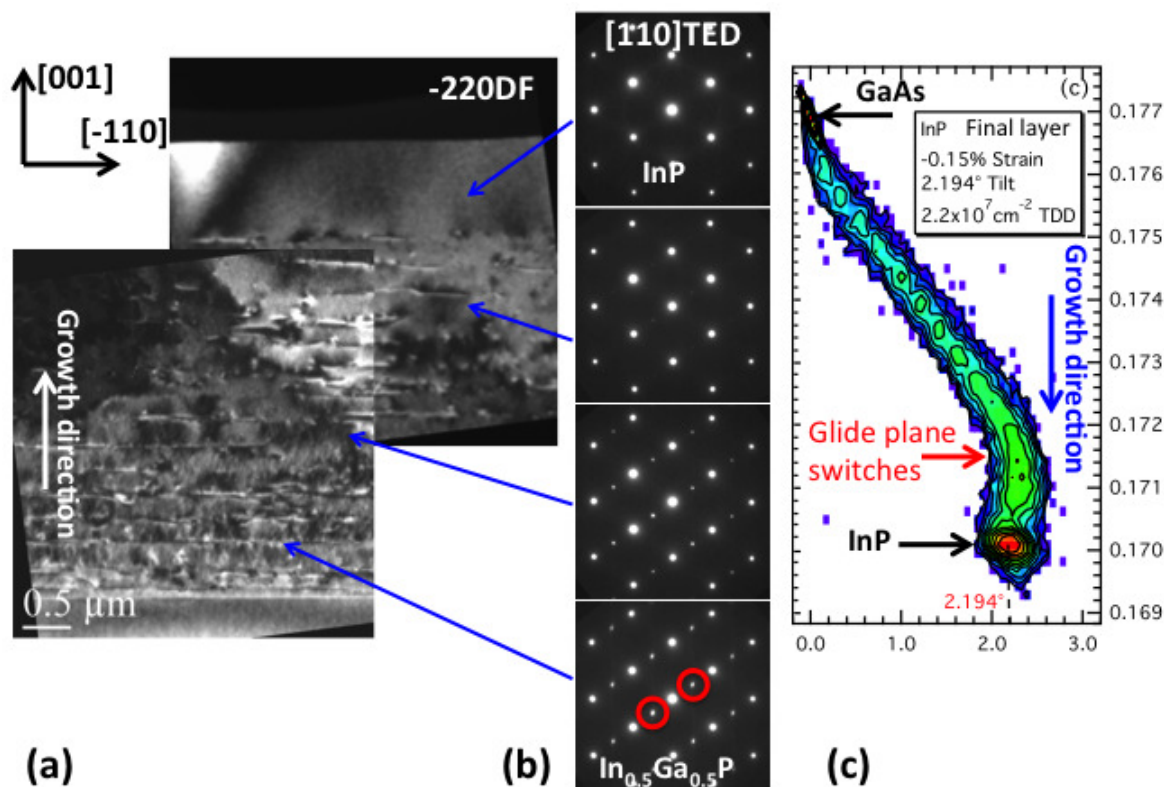 [001]
[-110]
-220DF
Growth direction
0.5 µm
(a)
[110]TED
InP
In0.5Ga0.5P
(b)
(c)
GaAs
InP Final layer
-0.15% Strain
2.194° Tilt
2.2x10⁷cm⁻² TDD
Growth direction
Glide plane
switches
InP
2.194°
0.177
0.176
0.175
0.174
0.173
0.172
0.171
0.170
0.169
0.0
1.0
2.0
3.0
(c)